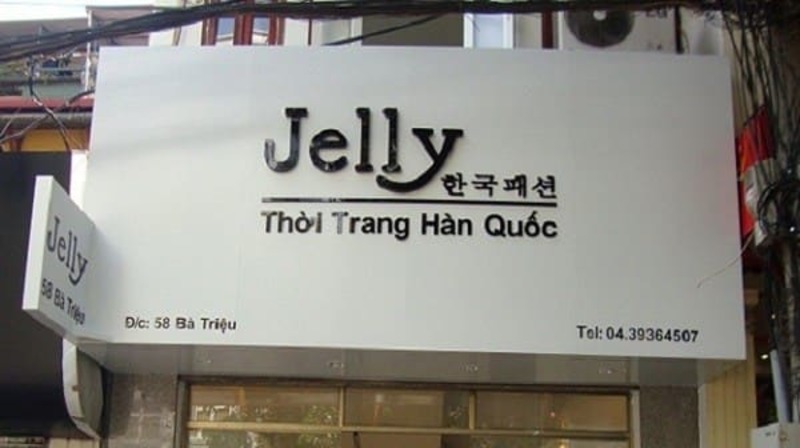 Jelly
한국패션
Thời Trang Hàn Quốc
Jelly
58 Bà Triệu
Đ/c: 58 Bà Triệu
Tel: 04.39364507